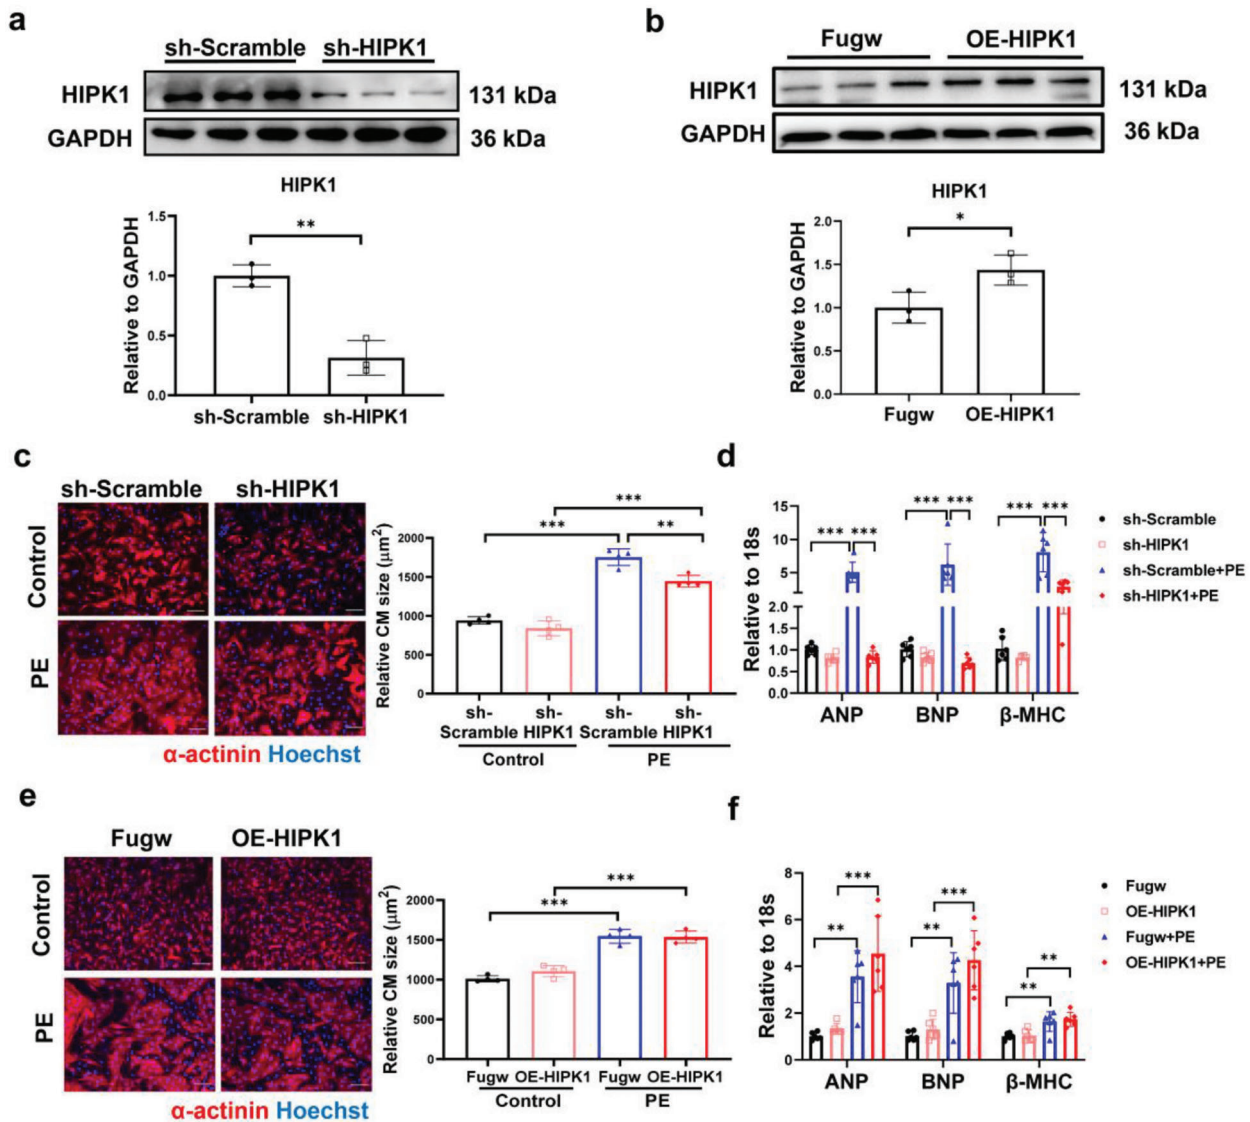 a
sh-Scramble sh-HIPK1
HIPK1 131 kDa
GAPDH 36 kDa
HIPK1
Relative to GAPDH
1.5
**
1.0
0.5
0.0
sh-Scramble sh-HIPK1
b
Fugw OE-HIPK1
HIPK1 131 kDa
GAPDH 36 kDa
HIPK1
Relative to GAPDH
2.0
*
1.5
1.0
0.5
0.0
Fugw OE-HIPK1
c
sh-Scramble sh-HIPK1
Control
PE
α-actinin Hoechst
Relative CM size (μm²)
***
*** **
2000
1500
1000
500
0
sh- sh- sh- sh-
Scramble HIPK1 Scramble HIPK1
Control PE
d
Relative to 18s
15
10
5
2.0
1.5
1.0
0.5
0.0
*** *** *** *** *** ***
ANP BNP β-MHC
sh-Scramble
sh-HIPK1
sh-Scramble+PE
sh-HIPK1+PE
e
Fugw OE-HIPK1
Control
PE
α-actinin Hoechst
Relative CM size (μm²)
***
***
2000
1500
1000
500
0
Fugw OE-HIPK1 Fugw OE-HIPK1
Control PE
f
Relative to 18s
8
6
4
2
0
*** ***
** ** **
**
ANP BNP β-MHC
Fugw
OE-HIPK1
Fugw+PE
OE-HIPK1+PE